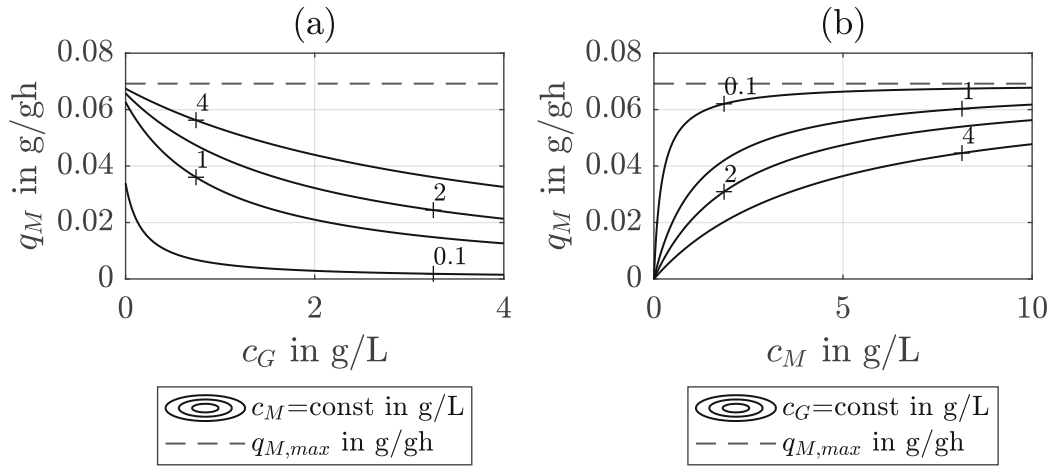 (a)
0.08
0.06
0.04
0.02
0
q_M in g/gh
4
1
2
0.1
0 2 4
c_G in g/L
c_M=const in g/L
q_{M,max} in g/gh
(b)
0.08
0.06
0.04
0.02
0
q_M in g/gh
0.1
1
2
4
0 5 10
c_M in g/L
c_G=const in g/L
q_{M,max} in g/gh